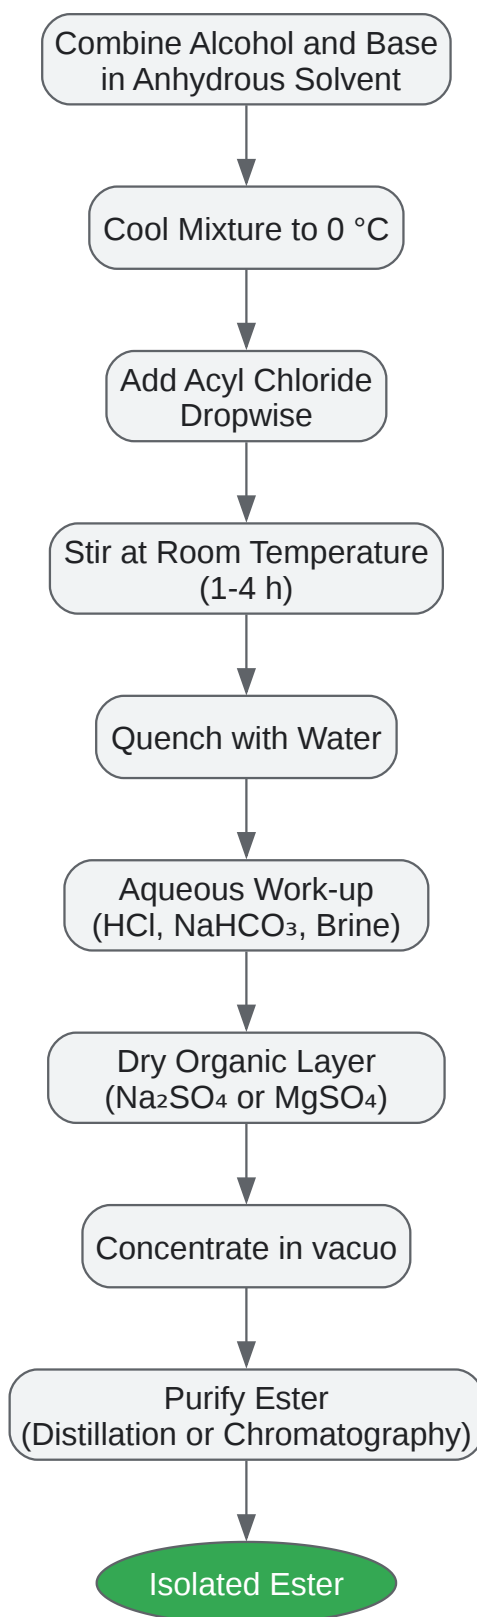 Combine Alcohol and Base
in Anhydrous Solvent
Cool Mixture to 0 °C
Add Acyl Chloride
Dropwise
Stir at Room Temperature
(1-4 h)
Quench with Water
Aqueous Work-up
(HCl, NaHCO₃, Brine)
Dry Organic Layer
(Na₂SO₄ or MgSO₄)
Concentrate in vacuo
Purify Ester
(Distillation or Chromatography)
Isolated Ester